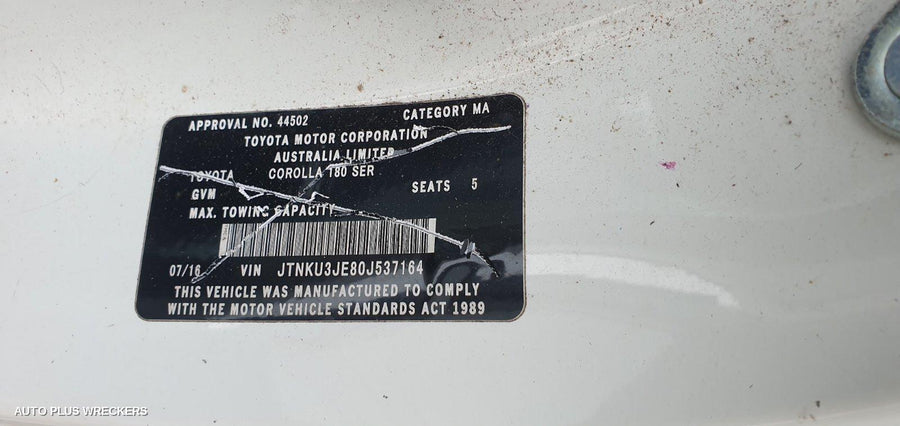 APPROVAL NO. 44502 CATEGORY MA
TOYOTA MOTOR CORPORATION
AUSTRALIA LIMITED
TOYOTA COROLLA 180 SER
GVM SEATS 5
MAX. TOWING CAPACITY
07/16 VIN JTNKU3JE80J537164
THIS VEHICLE WAS MANUFACTURED TO COMPLY
WITH THE MOTOR VEHICLE STANDARDS ACT 1989
AUTO PLUS WRECKERS